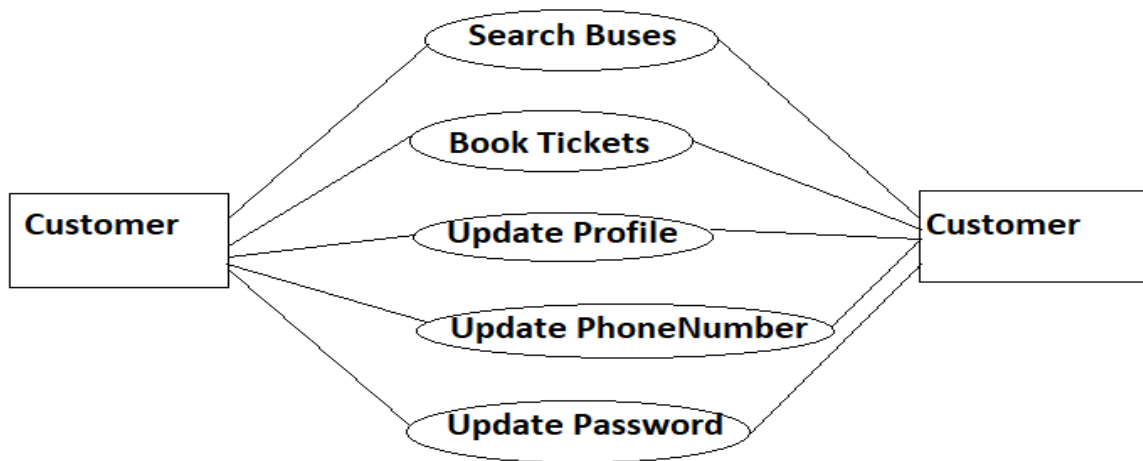 Search Buses
Book Tickets
Customer
Customer
Update Profile
Update PhoneNumber
Update Password